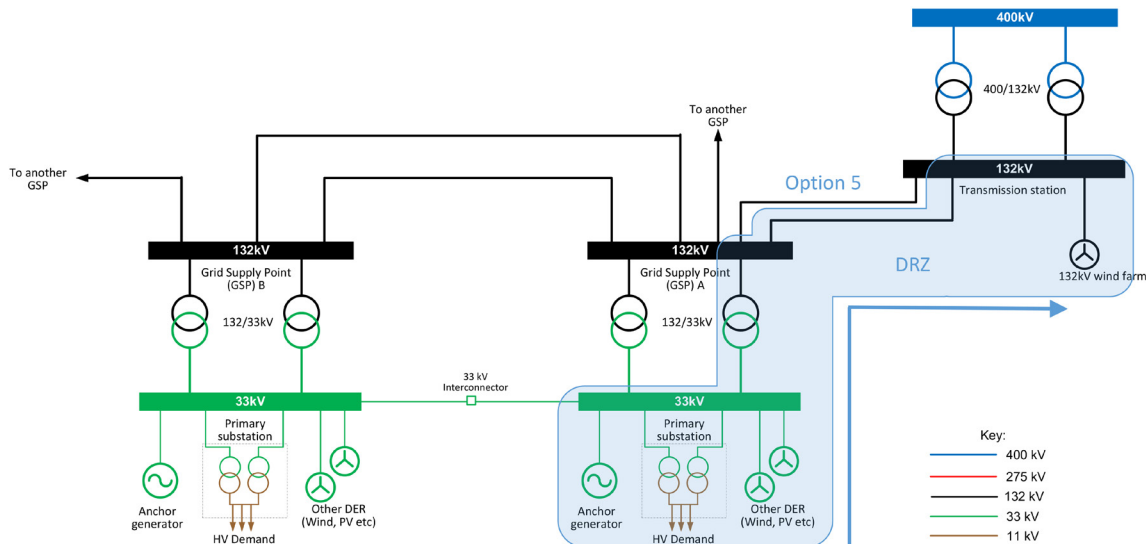 400kV
400/132kV
To another
GSP
To another
GSP
Option 5
132kV
Transmission station
132kV
Grid Supply Point
(GSP) B
132kV
Grid Supply Point
(GSP) A
DRZ
132kV wind farm
132/33kV
132/33kV
33 kV
Interconnector
33kV
33kV
Primary
substation
Primary
substation
Anchor
generator
HV Demand
Other DER
(Wind, PV etc)
Anchor
generator
HV Demand
Other DER
(Wind, PV etc)
Key:
400 kV
275 kV
132 kV
33 kV
11 kV